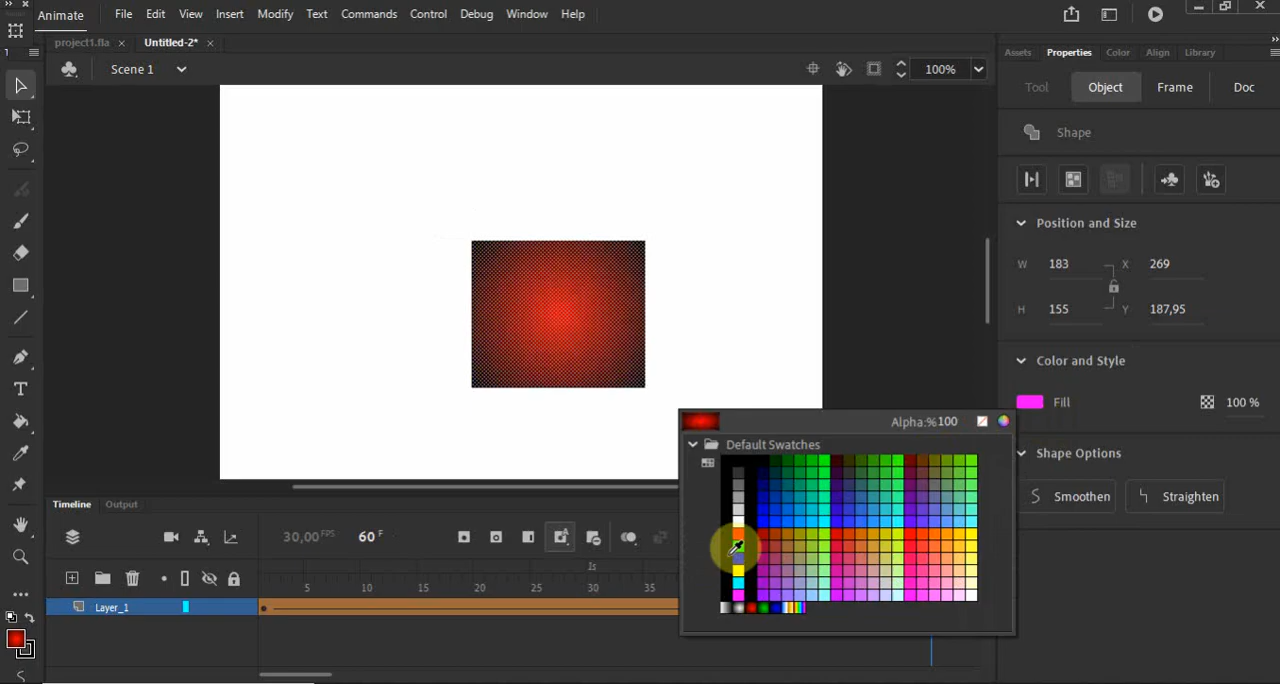 Animate File Edit View Insert Modify Text Commands Control Debug Window Help
project1.fla Untitled-2* Assets Properties Color Align Library
Scene 1 100%
Tool Object Frame Doc
Shape
Position and Size
W 183 X 269
H 155 Y 187,95
Color and Style
Fill 100 %
Alpha:%100
Default Swatches
Shape Options
Smoothen Straighten
Timeline Output
30,00 FPS 60 F
1s
5 10 15 20 25 30 35
Layer_1